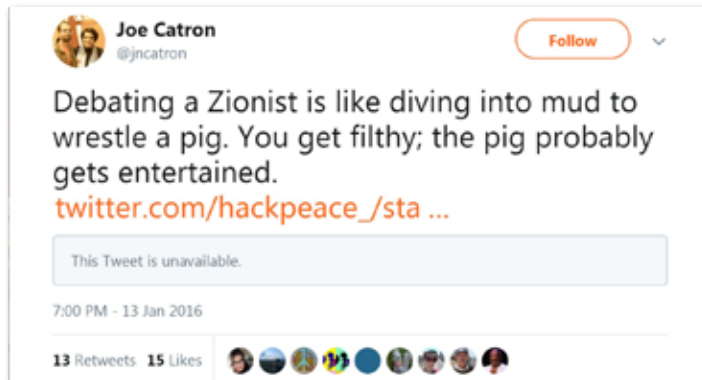 Joe Catron
@jncatron
Follow
Debating a Zionist is like diving into mud to
wrestle a pig. You get filthy; the pig probably
gets entertained.
twitter.com/hackpeace_/sta ...
This Tweet is unavailable.
7:00 PM - 13 Jan 2016
13 Retweets 15 Likes